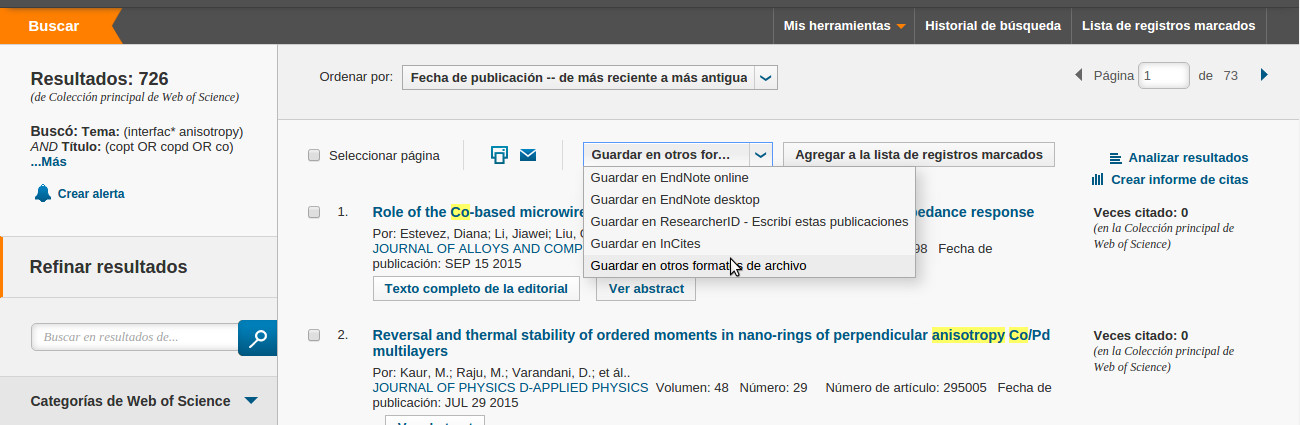 Buscar
Mis herramientas
Historial de búsqueda
Lista de registros marcados
Resultados: 726
(de Colección principal de Web of Science)
Buscó: Tema: (interfac* anisotropy)
AND Título: (copt OR copd OR co)
...Más
Crear alerta
Refinar resultados
Buscar en resultados de...
Categorías de Web of Science
Ordenar por: Fecha de publicación -- de más reciente a más antigua
Página 1 de 73
Seleccionar página
Guardar en otros for...
Agregar a la lista de registros marcados
Guardar en EndNote online
Guardar en EndNote desktop
Guardar en ResearcherID - Escribí estas publicaciones
Guardar en InCites
Guardar en otros formatos de archivo
Analizar resultados
Crear informe de citas
1. Role of the Co-based microwire pedance response
Por: Estevez, Diana; Li, Jiawei; Liu,
JOURNAL OF ALLOYS AND COMP 98 Fecha de
publicación: SEP 15 2015
Texto completo de la editorial
Ver abstract
Veces citado: 0
(en la Colección principal de
Web of Science)
2. Reversal and thermal stability of ordered moments in nano-rings of perpendicular anisotropy Co/Pd
multilayers
Por: Kaur, M.; Raju, M.; Varandani, D.; et ál..
JOURNAL OF PHYSICS D-APPLIED PHYSICS Volumen: 48 Número: 29 Número de artículo: 295005 Fecha de
publicación: JUL 29 2015
Veces citado: 0
(en la Colección principal de
Web of Science)